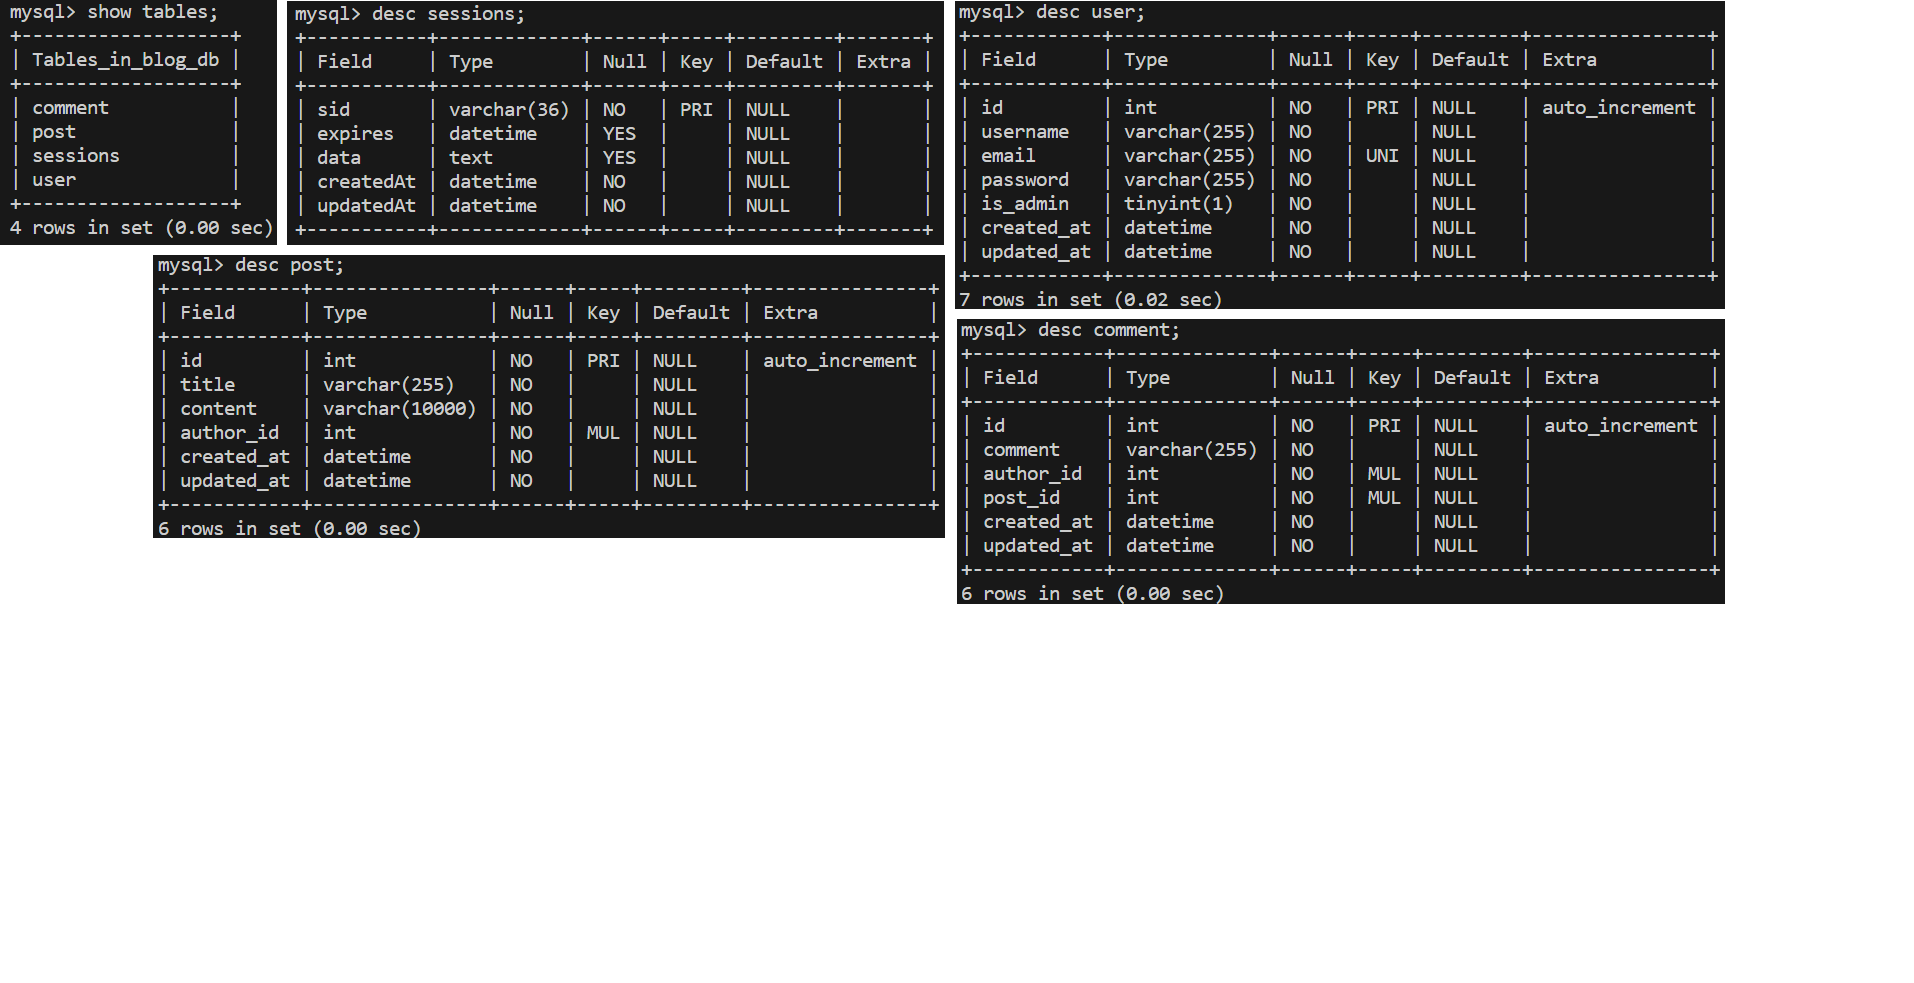 mysql> show tables;
+-------------------+
| Tables_in_blog_db |
+-------------------+
| comment           |
| post              |
| sessions          |
| user              |
+-------------------+
4 rows in set (0.00 sec)
mysql> desc sessions;
+-----------+-------------+------+-----+---------+-------+
| Field     | Type        | Null | Key | Default | Extra |
+-----------+-------------+------+-----+---------+-------+
| sid       | varchar(36) | NO   | PRI | NULL    |       |
| expires   | datetime    | YES  |     | NULL    |       |
| data      | text        | YES  |     | NULL    |       |
| createdAt | datetime    | NO   |     | NULL    |       |
| updatedAt | datetime    | NO   |     | NULL    |       |
+-----------+-------------+------+-----+---------+-------+
mysql> desc user;
+------------+--------------+------+-----+---------+----------------+
| Field      | Type         | Null | Key | Default | Extra          |
+------------+--------------+------+-----+---------+----------------+
| id         | int          | NO   | PRI | NULL    | auto_increment |
| username   | varchar(255) | NO   |     | NULL    |                |
| email      | varchar(255) | NO   | UNI | NULL    |                |
| password   | varchar(255) | NO   |     | NULL    |                |
| is_admin   | tinyint(1)   | NO   |     | NULL    |                |
| created_at | datetime     | NO   |     | NULL    |                |
| updated_at | datetime     | NO   |     | NULL    |                |
+------------+--------------+------+-----+---------+----------------+
7 rows in set (0.02 sec)
mysql> desc post;
+------------+----------------+------+-----+---------+----------------+
| Field      | Type           | Null | Key | Default | Extra          |
+------------+----------------+------+-----+---------+----------------+
| id         | int            | NO   | PRI | NULL    | auto_increment |
| title      | varchar(255)   | NO   |     | NULL    |                |
| content    | varchar(10000) | NO   |     | NULL    |                |
| author_id  | int            | NO   | MUL | NULL    |                |
| created_at | datetime       | NO   |     | NULL    |                |
| updated_at | datetime       | NO   |     | NULL    |                |
+------------+----------------+------+-----+---------+----------------+
6 rows in set (0.00 sec)
mysql> desc comment;
+------------+--------------+------+-----+---------+----------------+
| Field      | Type         | Null | Key | Default | Extra          |
+------------+--------------+------+-----+---------+----------------+
| id         | int          | NO   | PRI | NULL    | auto_increment |
| comment    | varchar(255) | NO   |     | NULL    |                |
| author_id  | int          | NO   | MUL | NULL    |                |
| post_id    | int          | NO   | MUL | NULL    |                |
| created_at | datetime     | NO   |     | NULL    |                |
| updated_at | datetime     | NO   |     | NULL    |                |
+------------+--------------+------+-----+---------+----------------+
6 rows in set (0.00 sec)